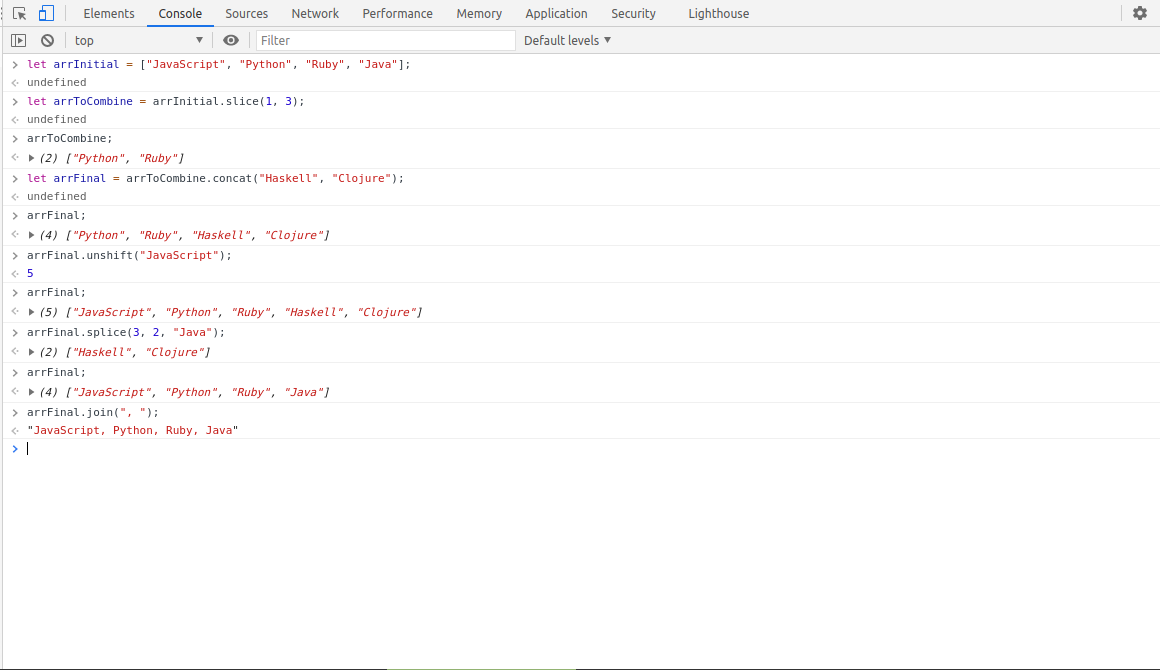 Elements Console Sources Network Performance Memory Application Security Lighthouse
top Filter Default levels
let arrInitial = ["JavaScript", "Python", "Ruby", "Java"];
undefined
let arrToCombine = arrInitial.slice(1, 3);
undefined
arrToCombine;
(2) ["Python", "Ruby"]
let arrFinal = arrToCombine.concat("Haskell", "Clojure");
undefined
arrFinal;
(4) ["Python", "Ruby", "Haskell", "Clojure"]
arrFinal.unshift("JavaScript");
5
arrFinal;
(5) ["JavaScript", "Python", "Ruby", "Haskell", "Clojure"]
arrFinal.splice(3, 2, "Java");
(2) ["Haskell", "Clojure"]
arrFinal;
(4) ["JavaScript", "Python", "Ruby", "Java"]
arrFinal.join(", ");
"JavaScript, Python, Ruby, Java"